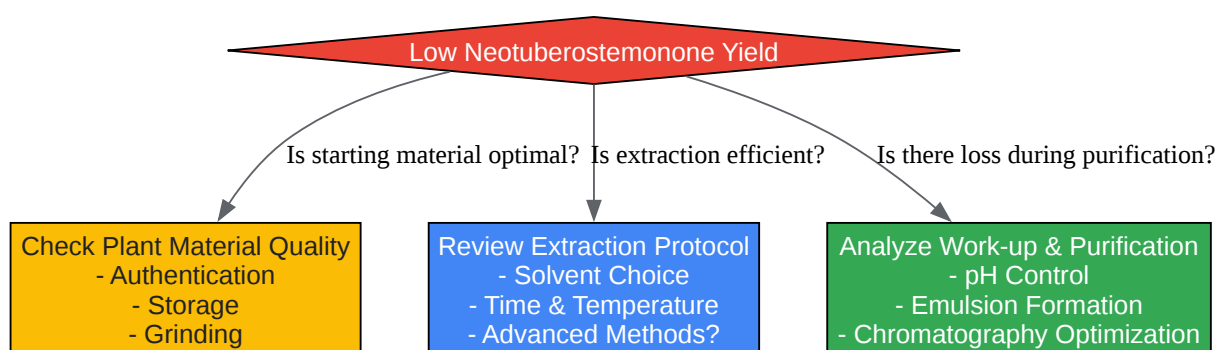 Low Neotuberostemonone Yield
Is starting material optimal?
Is extraction efficient?
Is there loss during purification?
Check Plant Material Quality
- Authentication
- Storage
- Grinding
Review Extraction Protocol
- Solvent Choice
- Time & Temperature
- Advanced Methods?
Analyze Work-up & Purification
- pH Control
- Emulsion Formation
- Chromatography Optimization